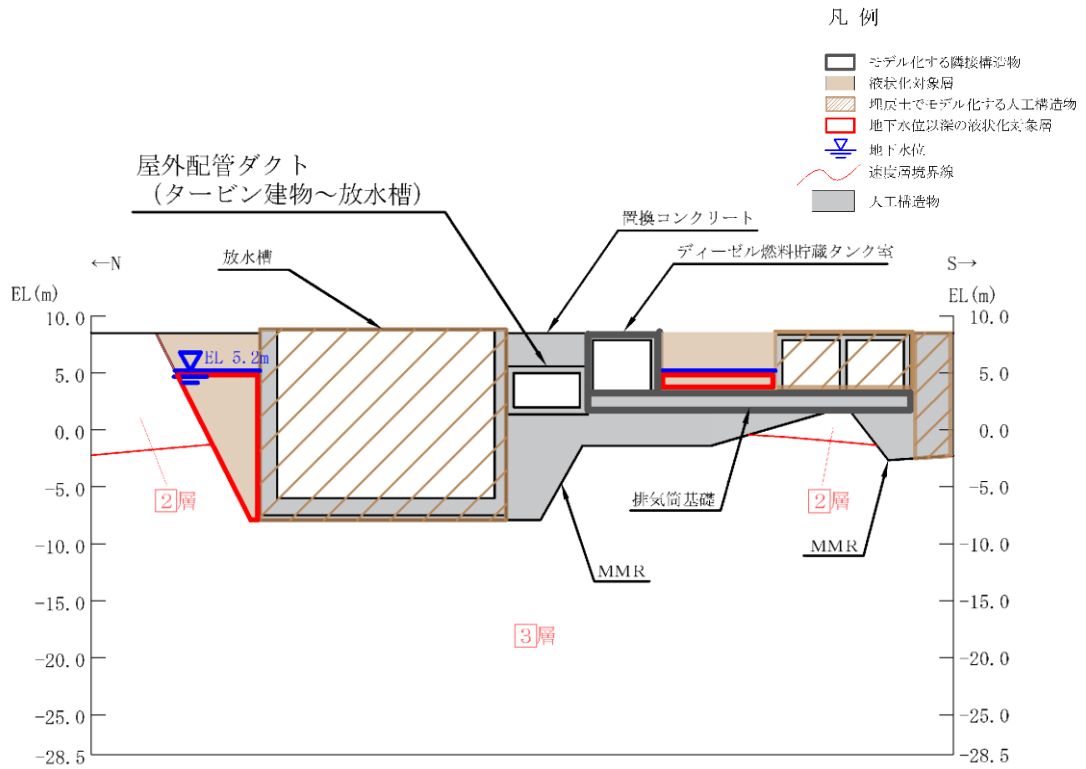 凡 例
モデル化する隣接構造物
液状化対象層
埋戻土でモデル化する人工構造物
地下水位以深の液状化対象層
地下水位
速度層境界線
人工構造物
屋外配管ダクト
（タービン建物～放水槽）
置換コンクリート
放水槽
ディーゼル燃料貯蔵タンク室
←N
S→
EL(m)
EL(m)
10.0
10.0
EL 5.2m
5.0
5.0
0.0
0.0
-5.0
-5.0
②層
排気筒基礎
②層
-10.0
-10.0
MMR
MMR
-15.0
-15.0
③層
-20.0
-20.0
-25.0
-25.0
-28.5
-28.5